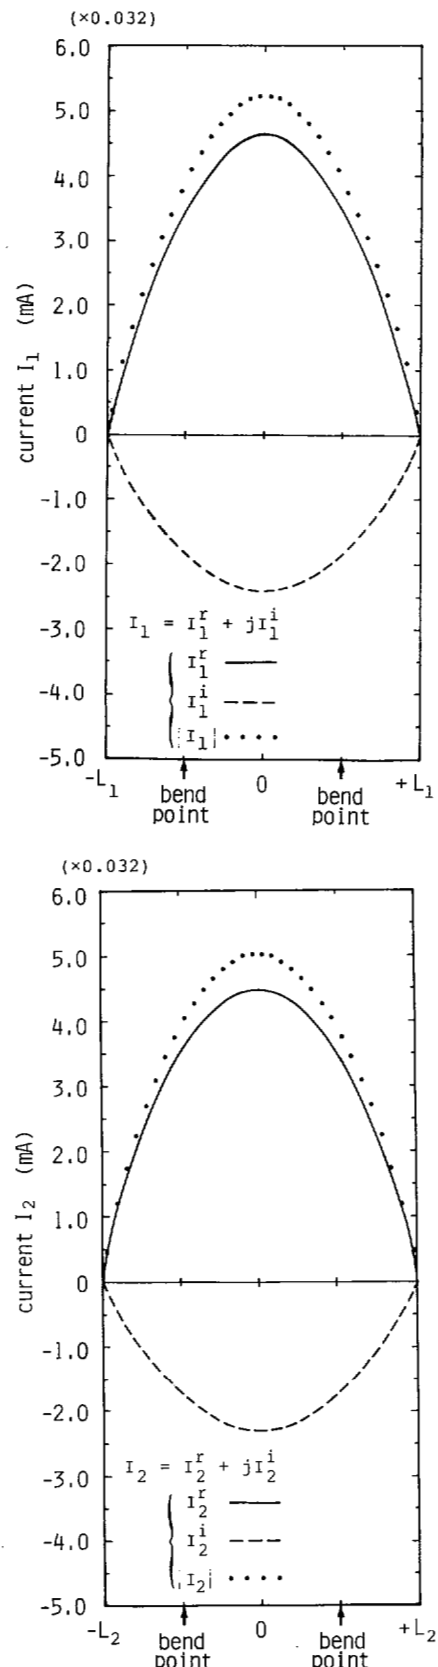 (×0.032)
6.0
5.0
4.0
3.0
2.0
1.0
0
-1.0
-2.0
-3.0
-4.0
-5.0
current I₁ (mA)
I₁ = I₁ʳ + jI₁ⁱ
I₁ʳ
I₁ⁱ
|I₁|
-L₁ 0 +L₁
bend point bend point
(×0.032)
6.0
5.0
4.0
3.0
2.0
1.0
0
-1.0
-2.0
-3.0
-4.0
-5.0
current I₂ (mA)
I₂ = I₂ʳ + jI₂ⁱ
I₂ʳ
I₂ⁱ
|I₂|
-L₂ 0 +L₂
bend point bend point